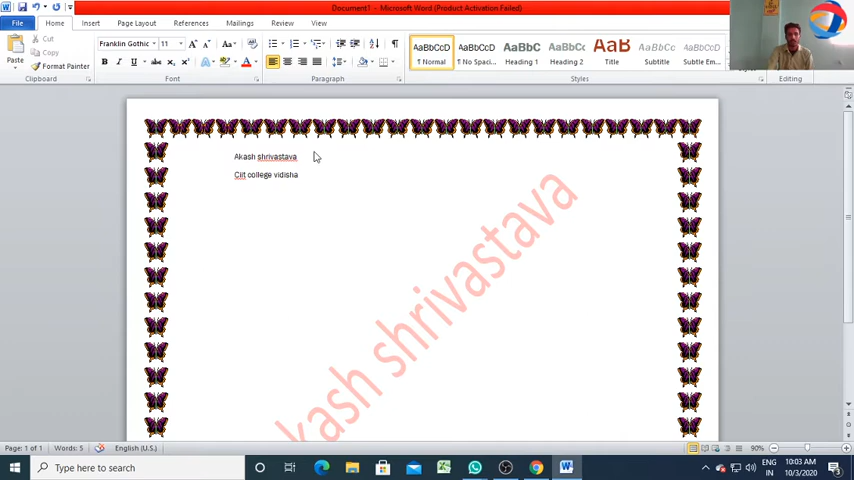 Document1 - Microsoft Word (Product Activation Failed)
File Home Insert Page Layout References Mailings Review View
Cut
Copy
Format Painter
Paste
Franklin Gothic 11
AaBbCcD AaBbCcD AaBbC AaBbCc AaB AaBbCcL AaBbCcD
¶ Normal ¶ No Spaci... Heading 1 Heading 2 Title Subtitle Subtle Em...
Clipboard Font Paragraph Styles Editing
Akash shrivastava
Ciit college vidisha
kash shrivastava
Page: 1 of 1 Words: 5 English (U.S.) 90%
Type here to search
ENG
IN
10:03 AM
10/3/2020
3